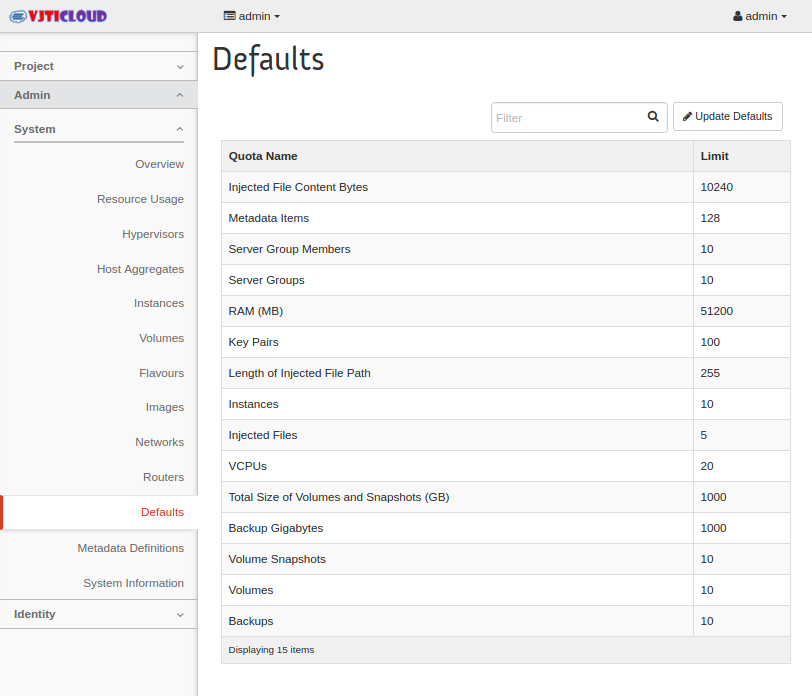 VJTICLOUD
admin
admin
Project
Admin
System
Overview
Resource Usage
Hypervisors
Host Aggregates
Instances
Volumes
Flavours
Images
Networks
Routers
Defaults
Metadata Definitions
System Information
Identity
Defaults
Filter
Update Defaults
Quota Name Limit
Injected File Content Bytes 10240
Metadata Items 128
Server Group Members 10
Server Groups 10
RAM (MB) 51200
Key Pairs 100
Length of Injected File Path 255
Instances 10
Injected Files 5
VCPUs 20
Total Size of Volumes and Snapshots (GB) 1000
Backup Gigabytes 1000
Volume Snapshots 10
Volumes 10
Backups 10
Displaying 15 items